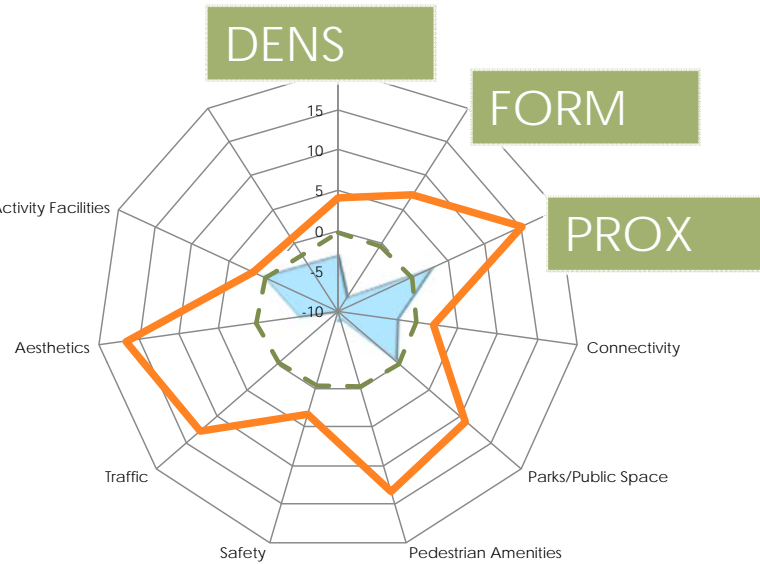 DENS
FORM
PROX
15
10
5
0
-5
-10
Activity Facilities
Aesthetics
Connectivity
Traffic
Parks/Public Space
Safety
Pedestrian Amenities